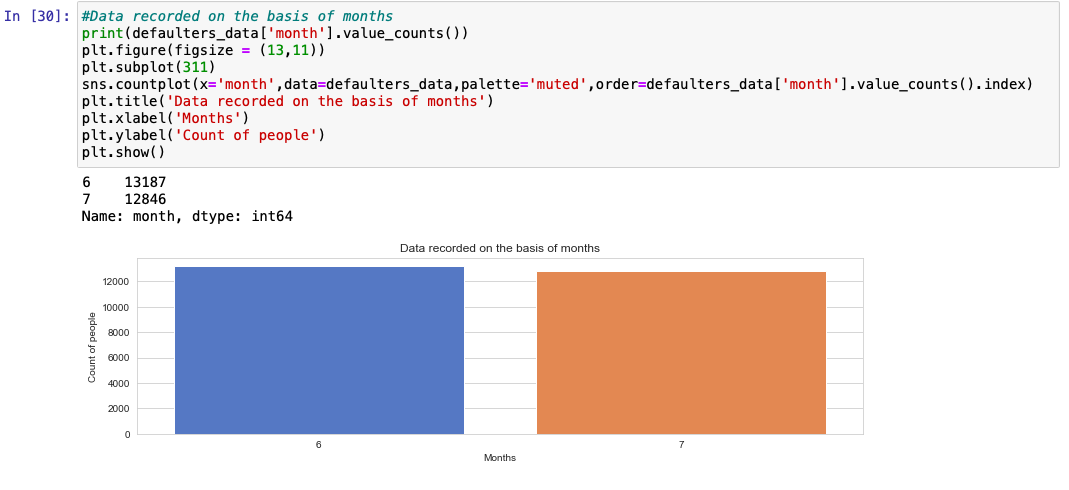 In [30]: #Data recorded on the basis of months
print(defaulters_data['month'].value_counts())
plt.figure(figsize = (13,11))
plt.subplot(311)
sns.countplot(x='month',data=defaulters_data,palette='muted',order=defaulters_data['month'].value_counts().index)
plt.title('Data recorded on the basis of months')
plt.xlabel('Months')
plt.ylabel('Count of people')
plt.show()
6    13187
7    12846
Name: month, dtype: int64
Data recorded on the basis of months
12000
10000
8000
6000
4000
2000
0
Count of people
6 7
Months